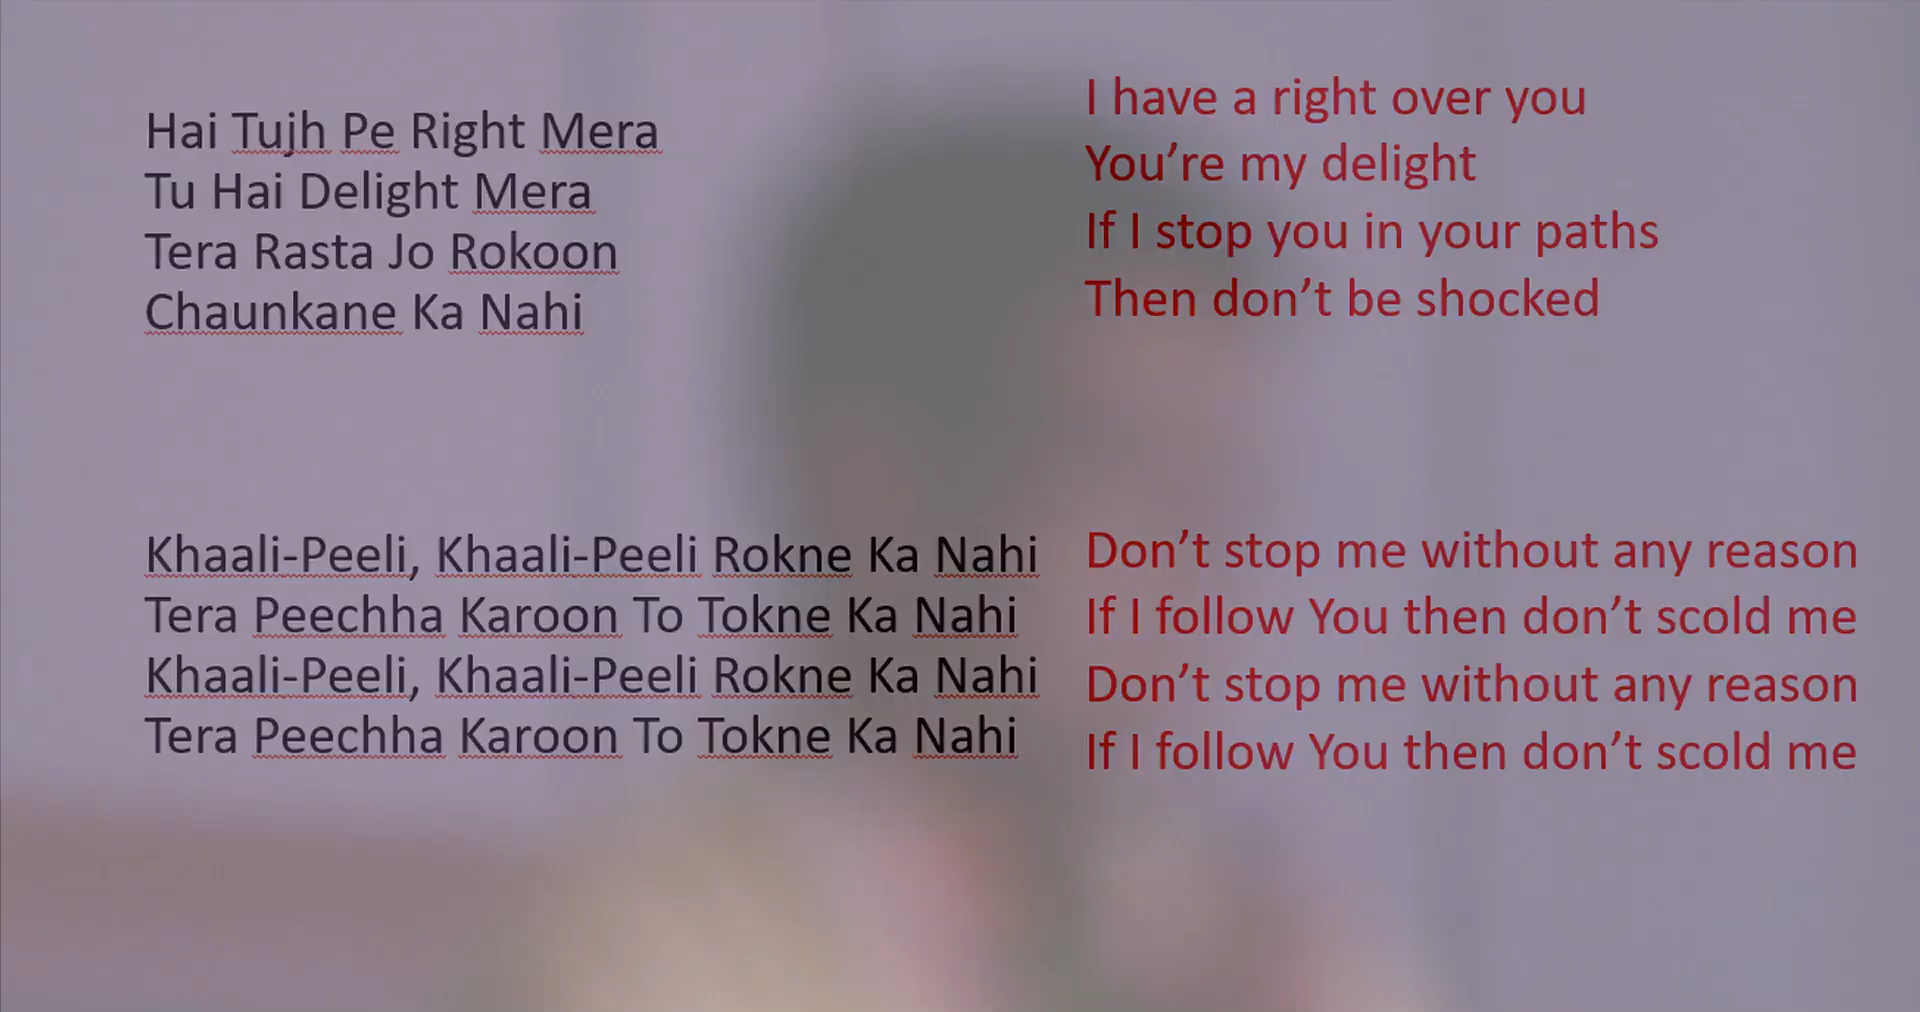 Hai Tujh Pe Right Mera
Tu Hai Delight Mera
Tera Rasta Jo Rokoon
Chaunkane Ka Nahi
I have a right over you
You're my delight
If I stop you in your paths
Then don't be shocked
Khaali-Peeli, Khaali-Peeli Rokne Ka Nahi
Tera Peechha Karoon To Tokne Ka Nahi
Khaali-Peeli, Khaali-Peeli Rokne Ka Nahi
Tera Peechha Karoon To Tokne Ka Nahi
Don't stop me without any reason
If I follow You then don't scold me
Don't stop me without any reason
If I follow You then don't scold me